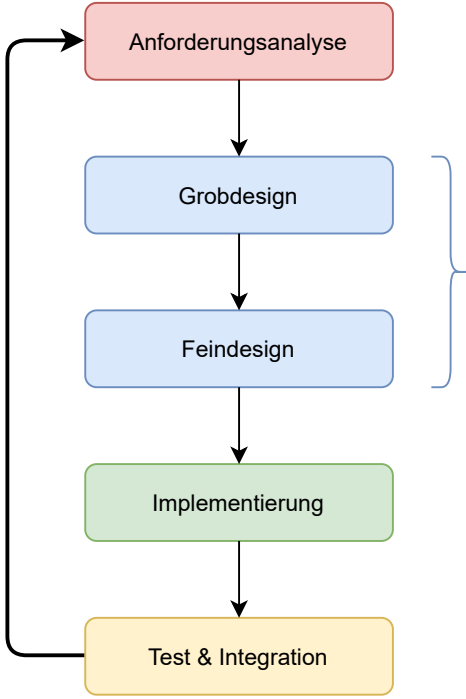 Anforderungsanalyse
Grobdesign
Feindesign
Implementierung
Test & Integration